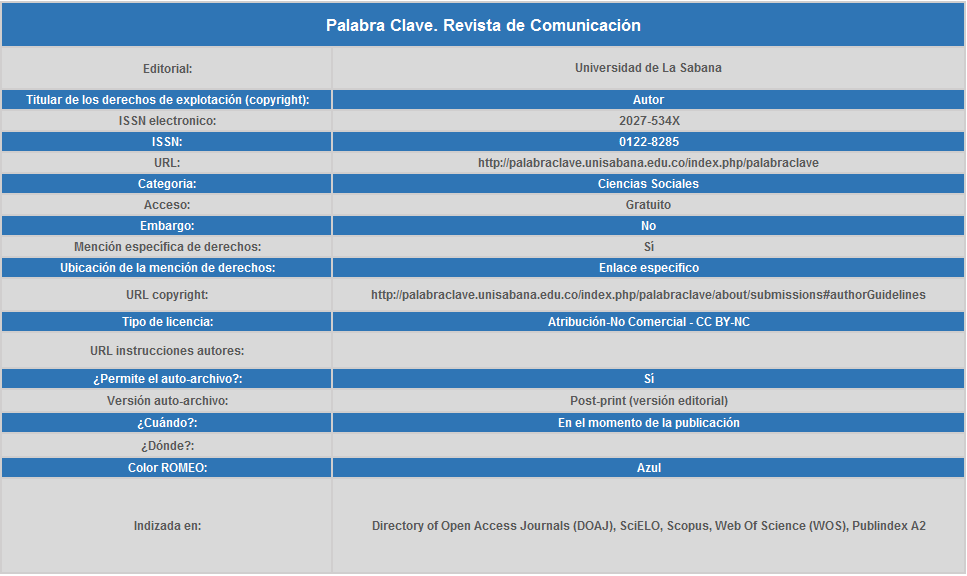 Palabra Clave. Revista de Comunicación
Editorial: Universidad de La Sabana
Titular de los derechos de explotación (copyright): Autor
ISSN electronico: 2027-534X
ISSN: 0122-8285
URL: http://palabraclave.unisabana.edu.co/index.php/palabraclave
Categoria: Ciencias Sociales
Acceso: Gratuito
Embargo: No
Mención específica de derechos: Sí
Ubicación de la mención de derechos: Enlace especifico
URL copyright: http://palabraclave.unisabana.edu.co/index.php/palabraclave/about/submissions#authorGuidelines
Tipo de licencia: Atribución-No Comercial - CC BY-NC
URL instrucciones autores:
¿Permite el auto-archivo?: Sí
Versión auto-archivo: Post-print (versión editorial)
¿Cuándo?: En el momento de la publicación
¿Dónde?:
Color ROMEO: Azul
Indizada en: Directory of Open Access Journals (DOAJ), SciELO, Scopus, Web Of Science (WOS), Publindex A2